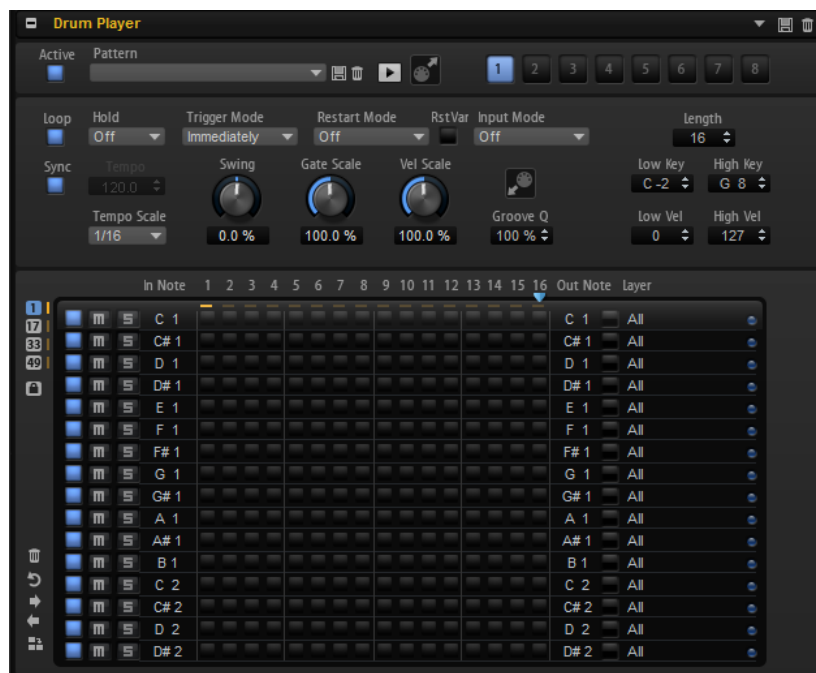 Drum Player
Active Pattern
1 2 3 4 5 6 7 8
Loop Hold Trigger Mode Restart Mode RstVar Input Mode Length
Off Immediately Off Off 16
Sync Tempo Swing Gate Scale Vel Scale Low Key High Key
120.0 C -2 G 8
Tempo Scale Groove Q Low Vel High Vel
1/16 0.0 % 100.0 % 100.0 % 100 % 0 127
In Note 1 2 3 4 5 6 7 8 9 10 11 12 13 14 15 16 Out Note Layer
1
17
33
49
m S C 1 C 1 All
m S C# 1 C# 1 All
m S D 1 D 1 All
m S D# 1 D# 1 All
m S E 1 E 1 All
m S F 1 F 1 All
m S F# 1 F# 1 All
m S G 1 G 1 All
m S G# 1 G# 1 All
m S A 1 A 1 All
m S A# 1 A# 1 All
m S B 1 B 1 All
m S C 2 C 2 All
m S C# 2 C# 2 All
m S D 2 D 2 All
m S D# 2 D# 2 All